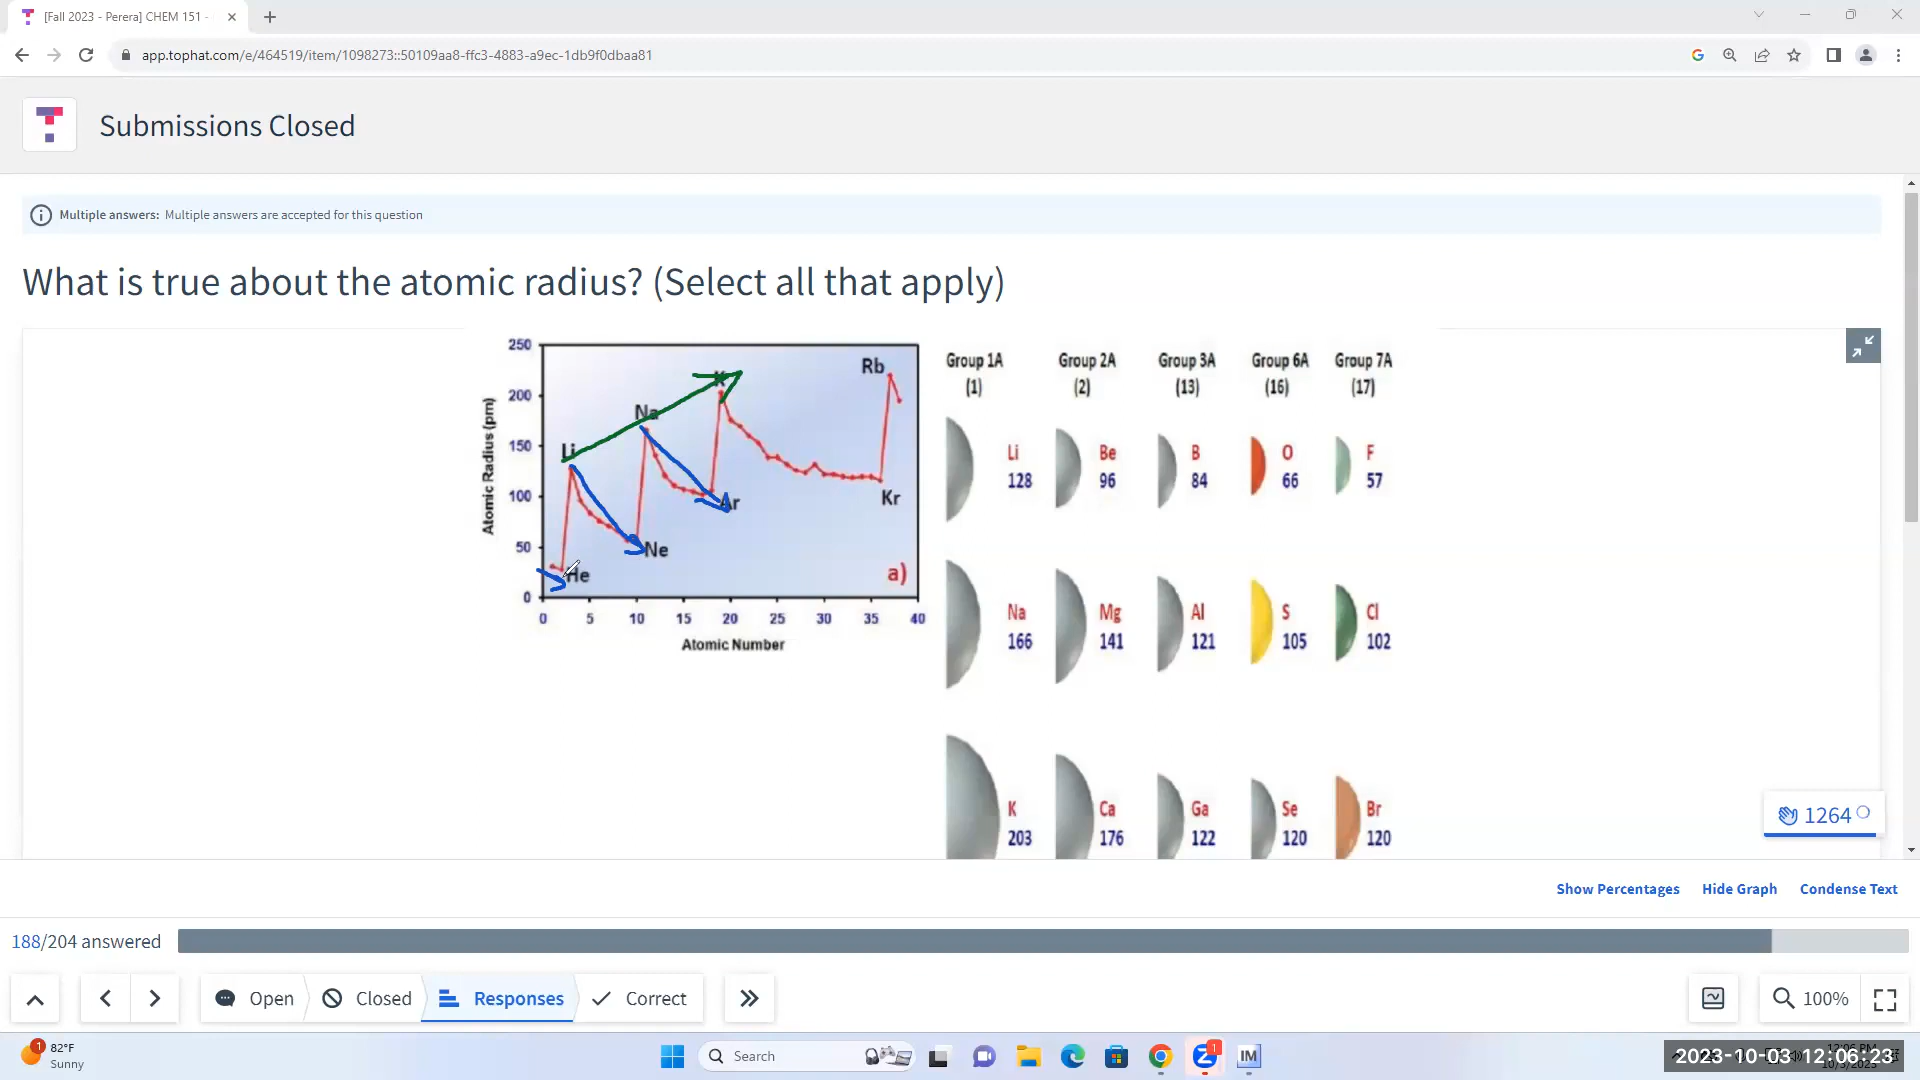 [Fall 2023 - Perera] CHEM 151 -
app.tophat.com/e/464519/item/1098273::50109aa8-ffc3-4883-a9ec-1db9f0dbaa81
Submissions Closed
Multiple answers: Multiple answers are accepted for this question
What is true about the atomic radius? (Select all that apply)
250
200
150
100
50
0
Atomic Radius (pm)
Li
Na
K
Rb
He
Ne
Ar
Kr
a)
0 5 10 15 20 25 30 35 40
Atomic Number
Group 1A Group 2A Group 3A Group 6A Group 7A
(1) (2) (13) (16) (17)
Li Be B O F
128 96 84 66 57
Na Mg Al S Cl
166 141 121 105 102
K Ca Ga Se Br
203 176 122 120 120
1264
Show Percentages Hide Graph Condense Text
188/204 answered
Open Closed Responses Correct
100%
1
82°F
Sunny
Search
1
IM
2023-10-03 12:06:23